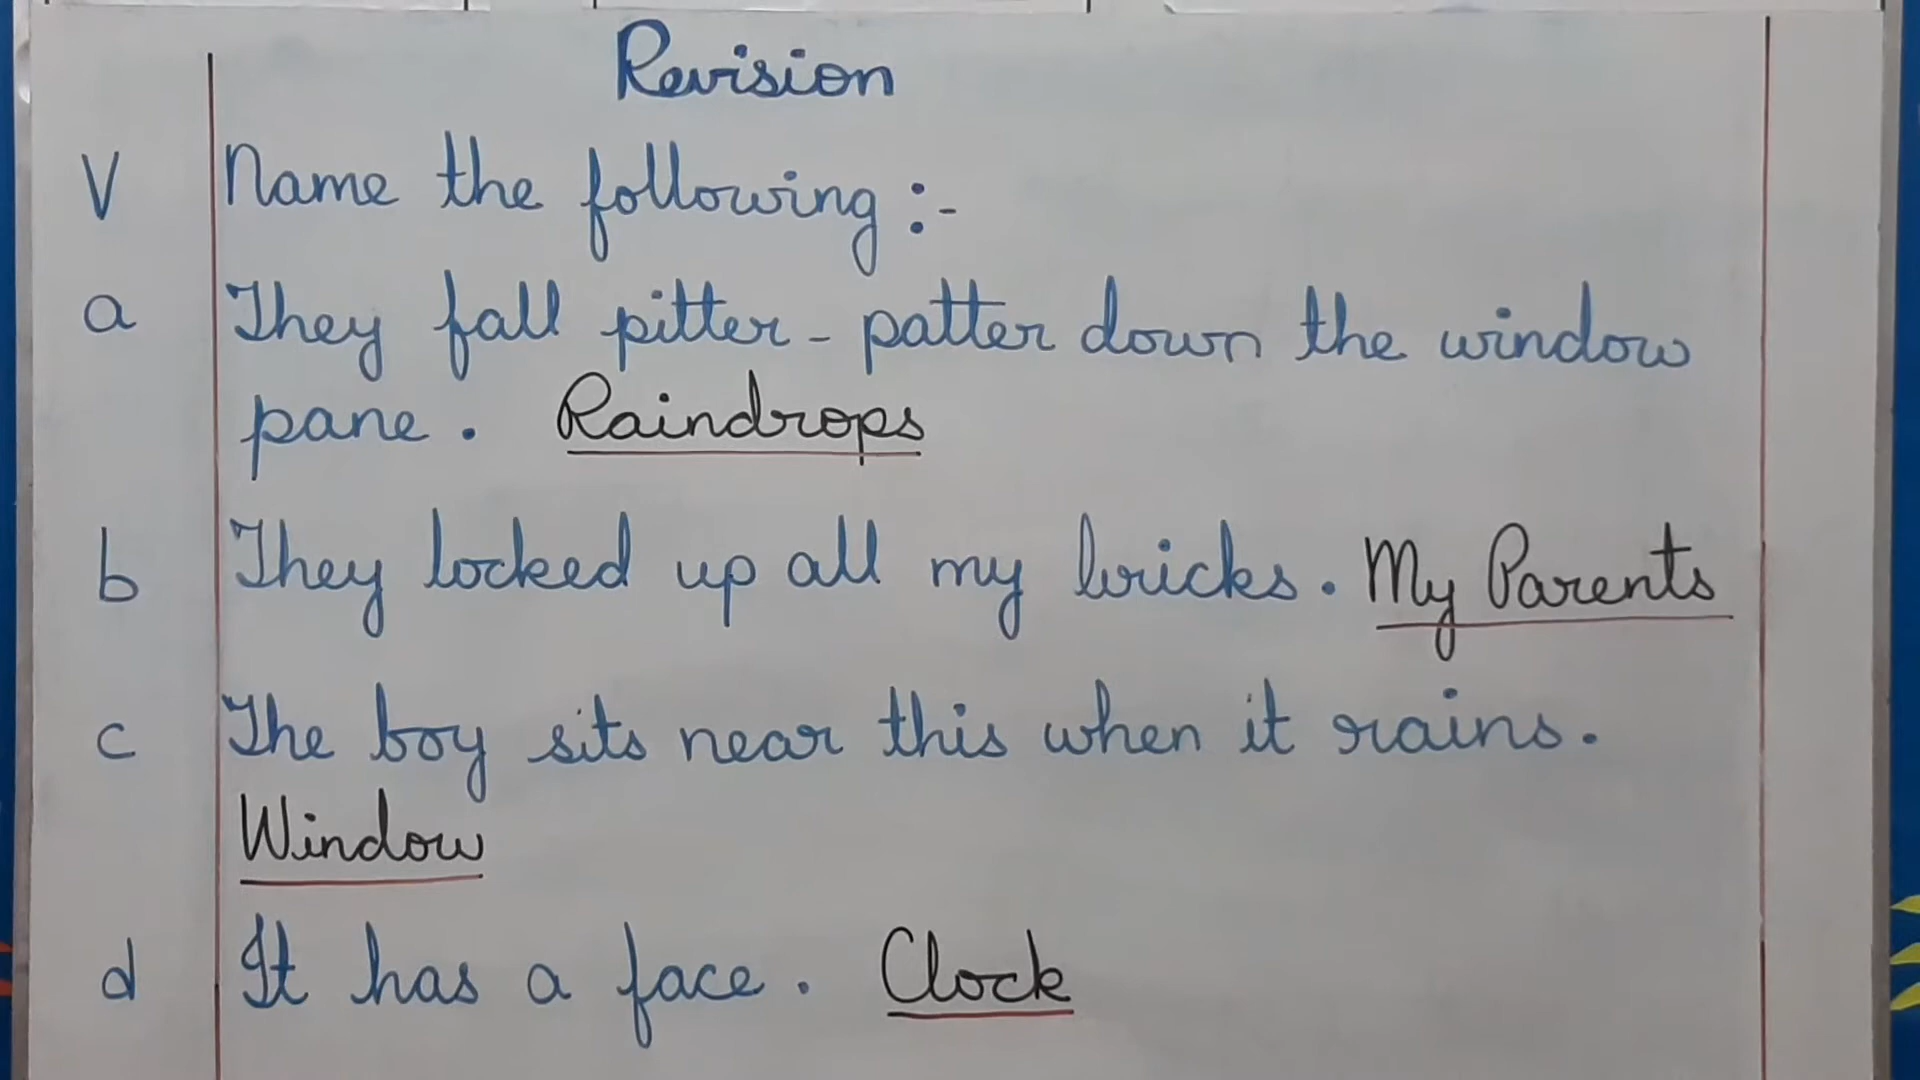 Revision
V Name the following :-
a They fall pitter - patter down the window
pane. Raindrops
b They locked up all my bricks. My Parents
c The boy sits near this when it rains.
Window
d It has a face. Clock